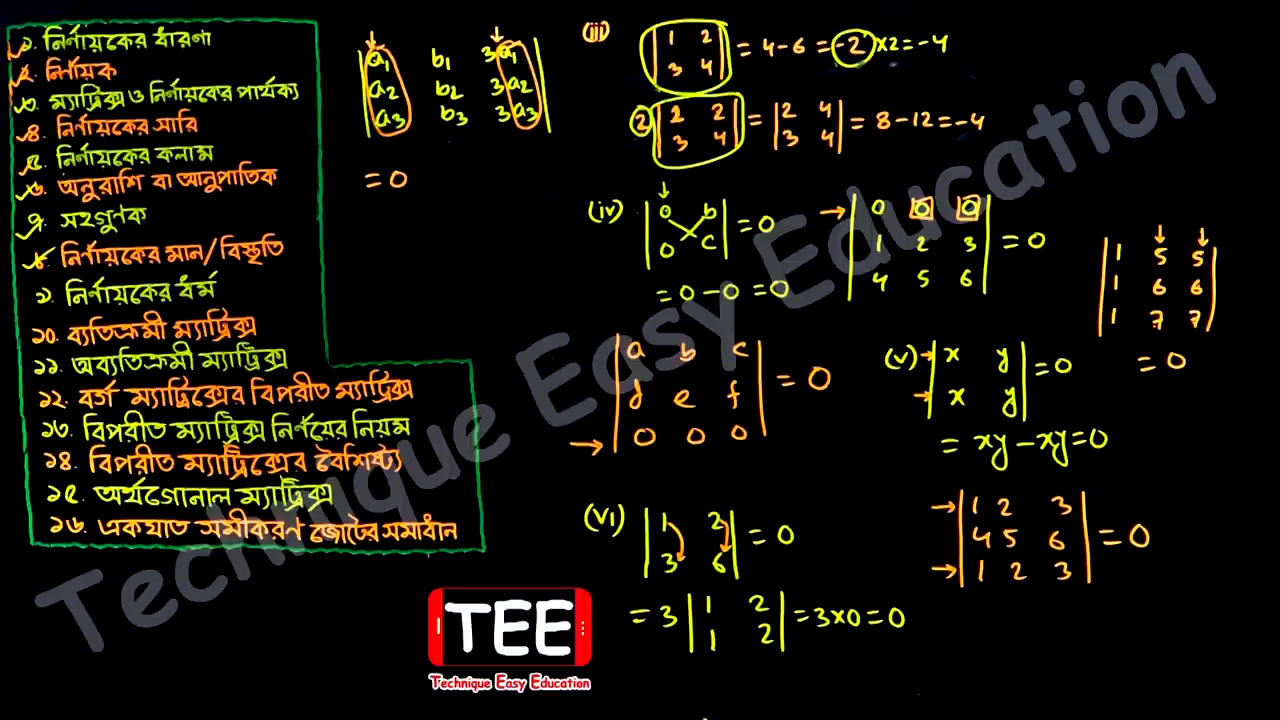 ১. নির্ণায়কের ধারণা
২. নির্ণায়ক
৩. ম্যাট্রিক্স ও নির্ণায়কের পার্থক্য
৪. নির্ণায়কের সারি
৫. নির্ণায়কের কলাম
৬. অনুরাশি বা আনুপাতিক
৭. সহগুণক
৮. নির্ণায়কের মান/বিস্তৃতি
৯. নির্ণায়কের ধর্ম
১০. ব্যতিক্রমী ম্যাট্রিক্স
১১. অব্যতিক্রমী ম্যাট্রিক্স
১২. বর্গ ম্যাট্রিক্সের বিপরীত ম্যাট্রিক্স
১৩. বিপরীত ম্যাট্রিক্স নির্ণয়ের নিয়ম
১৪. বিপরীত ম্যাট্রিক্সের বৈশিষ্ট্য
১৫. অর্থগোনাল ম্যাট্রিক্স
১৬. একঘাত সমীকরণ জোটের সমাধান
| a₁ b₁ 3a₁ |
| a₂ b₂ 3a₂ |
| a₃ b₃ 3a₃ |
= 0
(iii) | 1 2 | = 4-6 = -2 ×2 = -4
| 3 4 |
2 | 2 2 | = | 2 4 | = 8-12 = -4
| 3 4 | | 3 4 |
(iv) | 0 b | = 0
| 0 c |
= 0-0 = 0
→ | 0 0 0 |
| 1 2 3 | = 0
| 4 5 6 |
| a b c |
| d e f | = 0
→ | 0 0 0 |
| 1 5 5 |
| 1 6 6 |
| 1 7 7 |
= 0
(v) → | x y | = 0
→ | x y |
= xy - xy = 0
(vi) | 1 2 | = 0
| 3 6 |
= 3 | 1 2 | = 3×0 = 0
| 1 2 |
→ | 1 2 3 |
| 4 5 6 | = 0
→ | 1 2 3 |
TEE
Technique Easy Education
Technique Easy Education